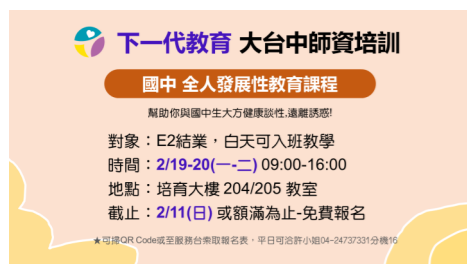 下一代教育 大台中師資培訓
國中 全人發展性教育課程
幫助你與國中生大方健康談性.遠離誘惑!
對象：E2結業，白天可入班教學
時間：2/19-20(一-二) 09:00-16:00
地點：培育大樓 204/205 教室
截止：2/11(日) 或額滿為止-免費報名
★可掃QR Code或至服務台索取報名表，平日可洽許小姐04-24737331分機16